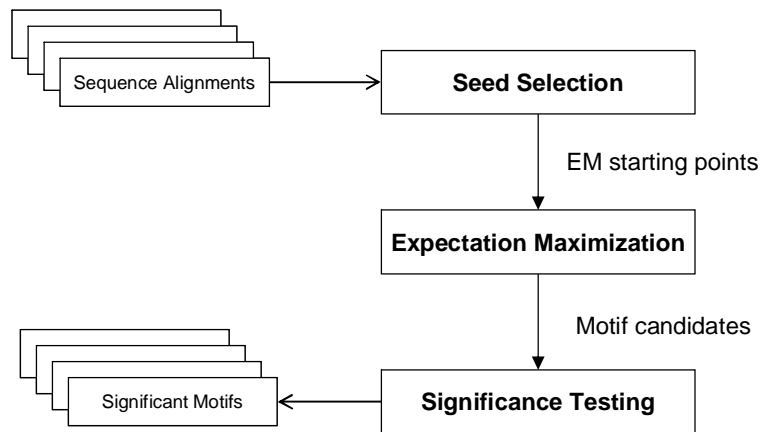 Sequence Alignments
Seed Selection
EM starting points
Expectation Maximization
Motif candidates
Significant Motifs
Significance Testing